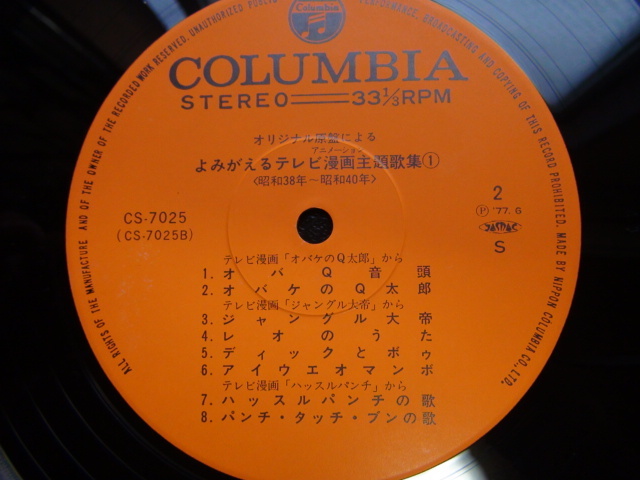 Columbia
ALL RIGHTS OF THE MANUFACTURER AND OF THE OWNER OF THE RECORDED WORK RESERVED. UNAUTHORIZED PUBLIC PERFORMANCE, BROADCASTING AND COPYING OF THIS RECORD PROHIBITED. MADE BY NIPPON COLUMBIA CO., LTD.
COLUMBIA
STEREO 33⅓RPM
オリジナル原盤による
アニメーション
よみがえるテレビ漫画主題歌集①
〈昭和38年〜昭和40年〉
CS-7025
(CS-7025B)
2
Ⓟ '77.6
JASRAC
S
テレビ漫画「オバケのQ太郎」から
1. オバQ音頭
2. オバケのQ太郎
テレビ漫画「ジャングル大帝」から
3. ジャングル大帝
4. レオのうた
5. ディックとボゥ
6. アイウエオマンボ
テレビ漫画「ハッスルパンチ」から
7. ハッスルパンチの歌
8. パンチ・タッチ・ブンの歌